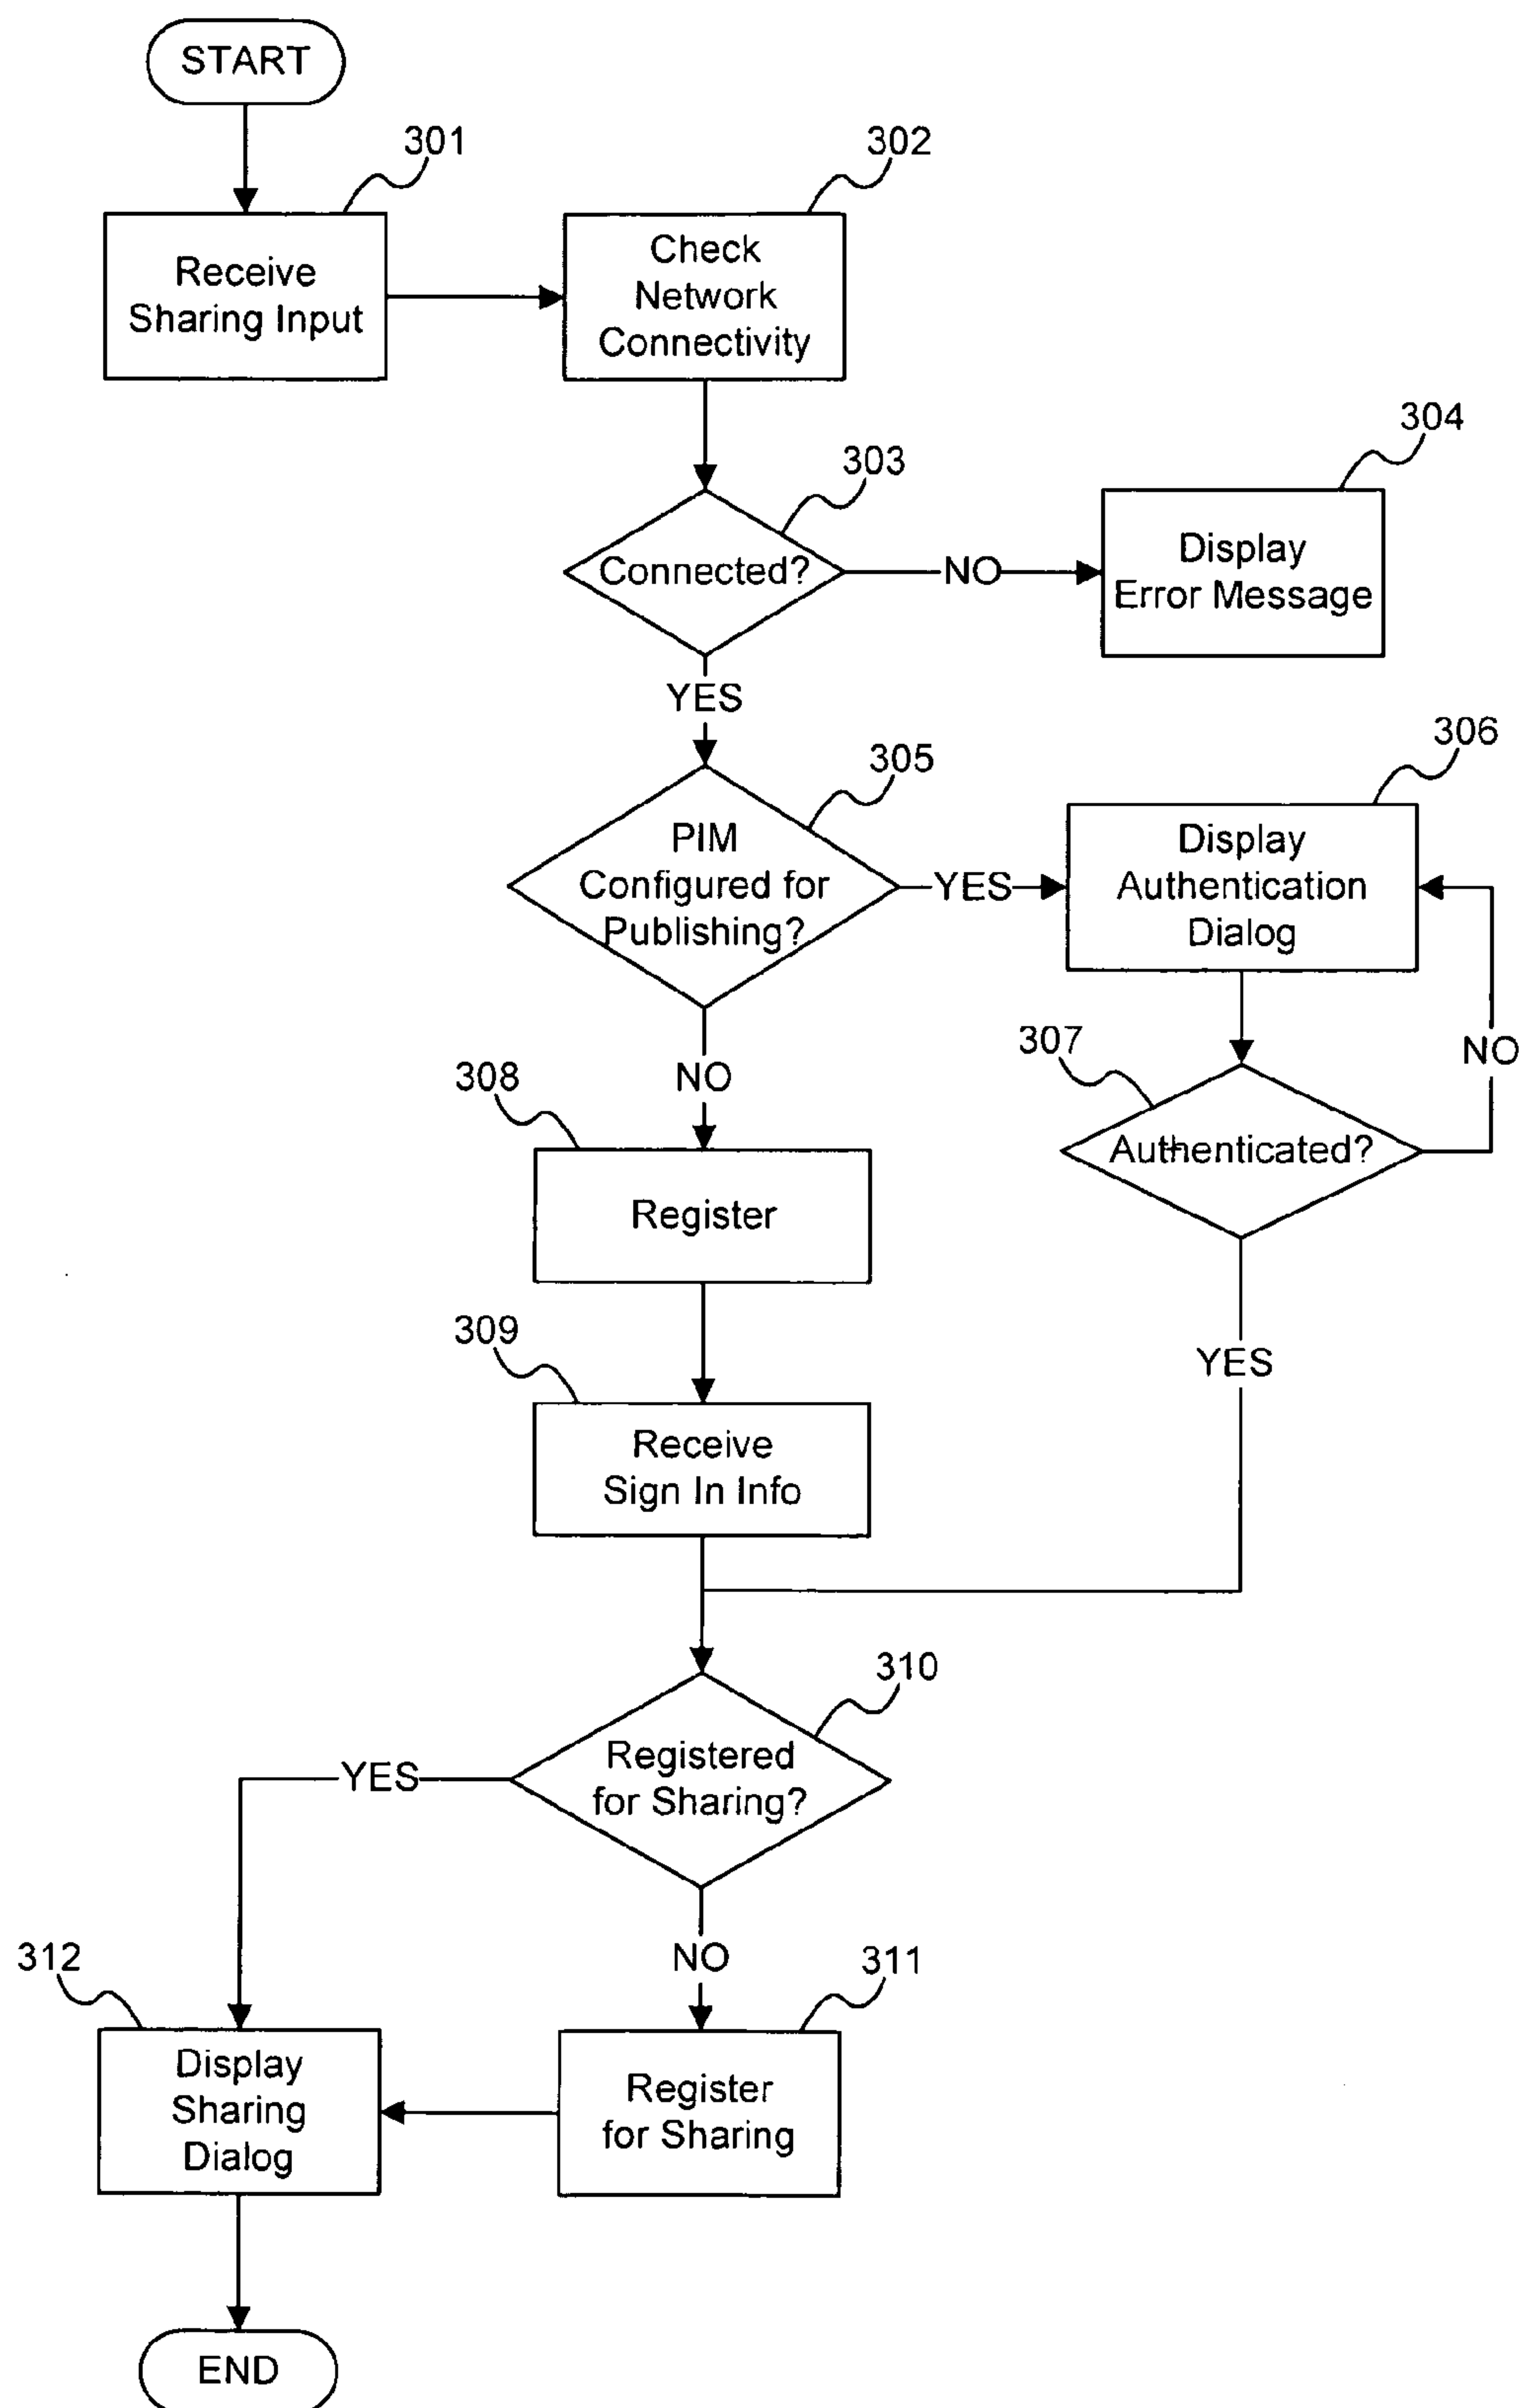 START
301
302
Receive
Sharing Input
Check
Network
Connectivity
303
304
Connected?
NO
Display
Error Message
YES
305
306
PIM
Configured for
Publishing?
YES
Display
Authentication
Dialog
NO
307
NO
308
Authenticated?
Register
309
YES
Receive
Sign In Info
310
Registered
for Sharing?
YES
NO
312
311
Display
Sharing
Dialog
Register
for Sharing
END